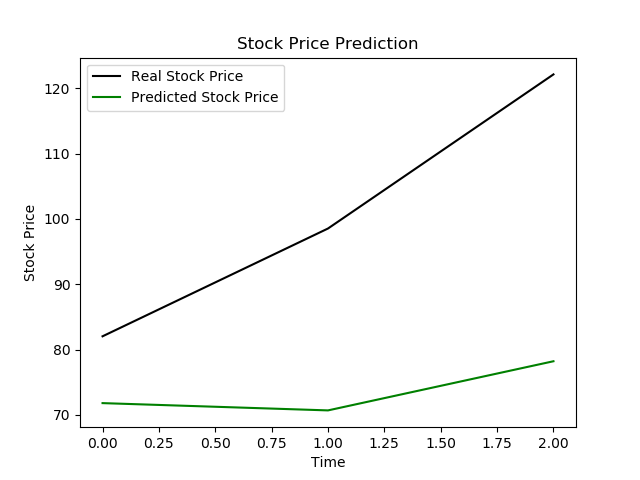 Stock Price Prediction
Real Stock Price
Predicted Stock Price
120
110
100
90
80
70
Stock Price
0.00 0.25 0.50 0.75 1.00 1.25 1.50 1.75 2.00
Time